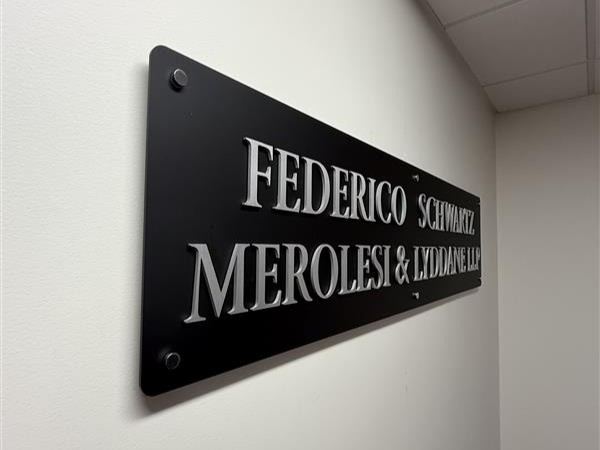 FEDERICO SCHWARTZ
MEROLESI & LYDDANE LLP